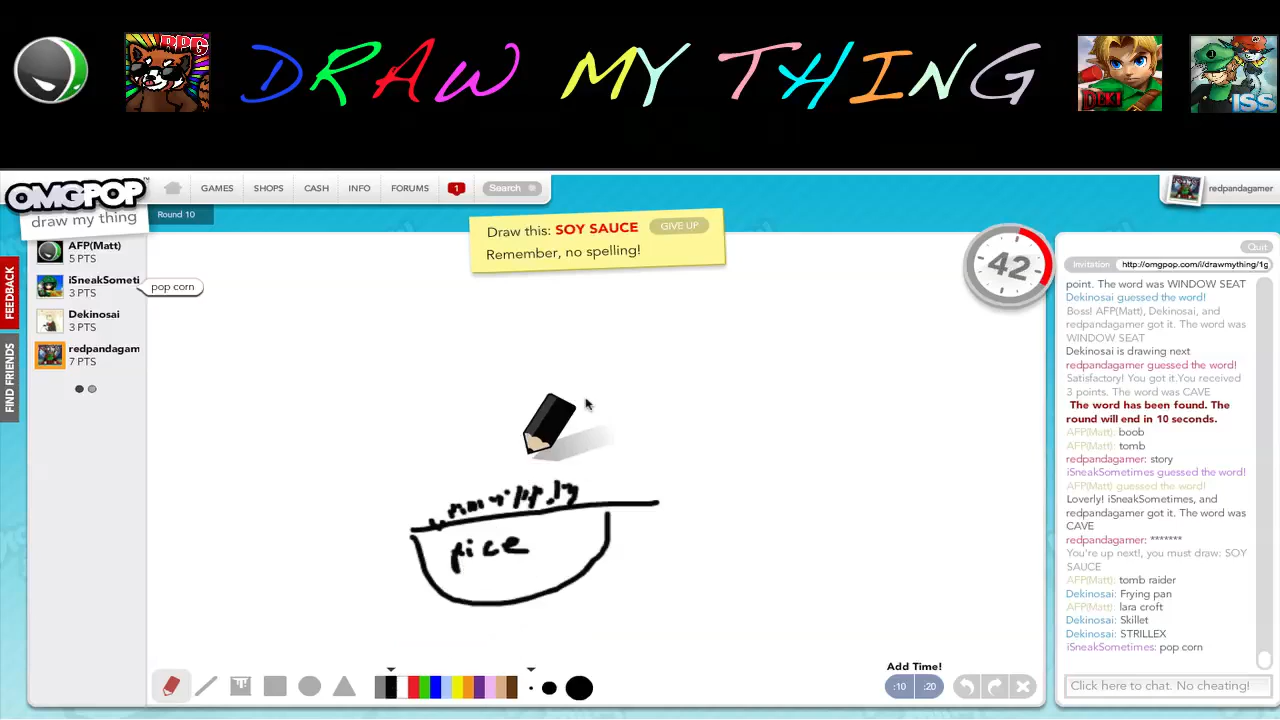 RPG
DRAW MY THING
DEKI
ISS
OMGPOP™
draw my thing
GAMES
SHOPS
CASH
INFO
FORUMS
1
Search
redpandagamer
Round 10
Draw this: SOY SAUCE
GIVE UP
Remember, no spelling!
42
FEEDBACK
FIND FRIENDS
AFP(Matt)
5 PTS
iSneakSometi
3 PTS
pop corn
Dekinosai
3 PTS
redpandagam
7 PTS
rice
Quit
Invitation
http://omgpop.com/i/drawmything/1g
point. The word was WINDOW SEAT
Dekinosai guessed the word!
Boss! AFP(Matt), Dekinosai, and
redpandagamer got it. The word was
WINDOW SEAT
Dekinosai is drawing next
redpandagamer guessed the word!
Satisfactory! You got it.You received
3 points. The word was CAVE
The word has been found. The
round will end in 10 seconds.
AFP(Matt): boob
AFP(Matt): tomb
redpandagamer: story
iSneakSometimes guessed the word!
AFP(Matt) guessed the word!
Loverly! iSneakSometimes, and
redpandagamer got it. The word was
CAVE
redpandagamer: *******
You're up next!, you must draw: SOY
SAUCE
AFP(Matt): tomb raider
Dekinosai: Frying pan
AFP(Matt): lara croft
Dekinosai: Skillet
Dekinosai: STRILLEX
iSneakSometimes: pop corn
Click here to chat. No cheating!
Add Time!
:10
:20
T